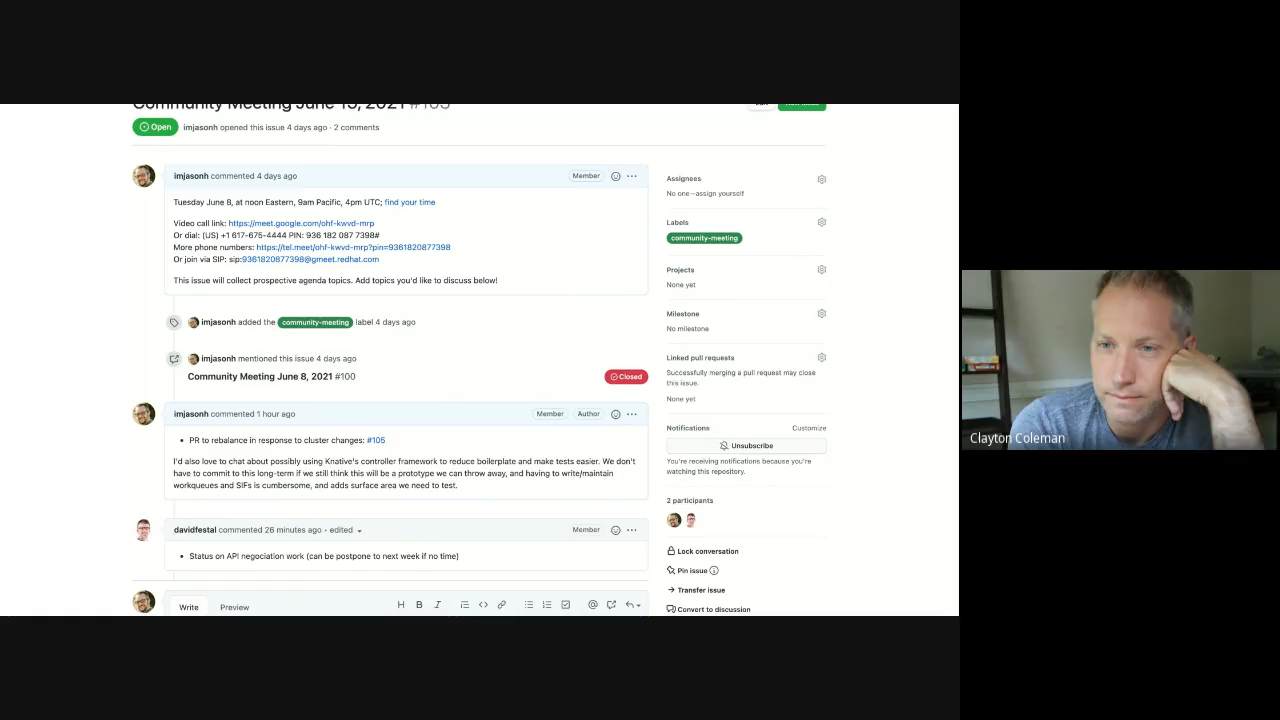 Community Meeting June 15, 2021 #103
Open
imjasonh opened this issue 4 days ago · 2 comments
imjasonh commented 4 days ago
Member
Tuesday June 8, at noon Eastern, 9am Pacific, 4pm UTC; find your time
Video call link: https://meet.google.com/ohf-kwvd-mrp
Or dial: (US) +1 617-675-4444 PIN: 936 182 087 7398#
More phone numbers: https://tel.meet/ohf-kwvd-mrp?pin=9361820877398
Or join via SIP: sip:9361820877398@gmeet.redhat.com
This issue will collect prospective agenda topics. Add topics you'd like to discuss below!
imjasonh added the community-meeting label 4 days ago
imjasonh mentioned this issue 4 days ago
Community Meeting June 8, 2021 #100
Closed
imjasonh commented 1 hour ago
Member
Author
• PR to rebalance in response to cluster changes: #105
I'd also love to chat about possibly using Knative's controller framework to reduce boilerplate and make tests easier. We don't
have to commit to this long-term if we still think this will be a prototype we can throw away, and having to write/maintain
workqueues and SIFs is cumbersome, and adds surface area we need to test.
davidfestal commented 26 minutes ago · edited
Member
• Status on API negociation work (can be postpone to next week if no time)
Write
Preview
Assignees
No one—assign yourself
Labels
community-meeting
Projects
None yet
Milestone
No milestone
Linked pull requests
Successfully merging a pull request may close
this issue.
None yet
Notifications
Customize
Unsubscribe
You're receiving notifications because you're
watching this repository.
2 participants
Lock conversation
Pin issue
Transfer issue
Convert to discussion
Clayton Coleman